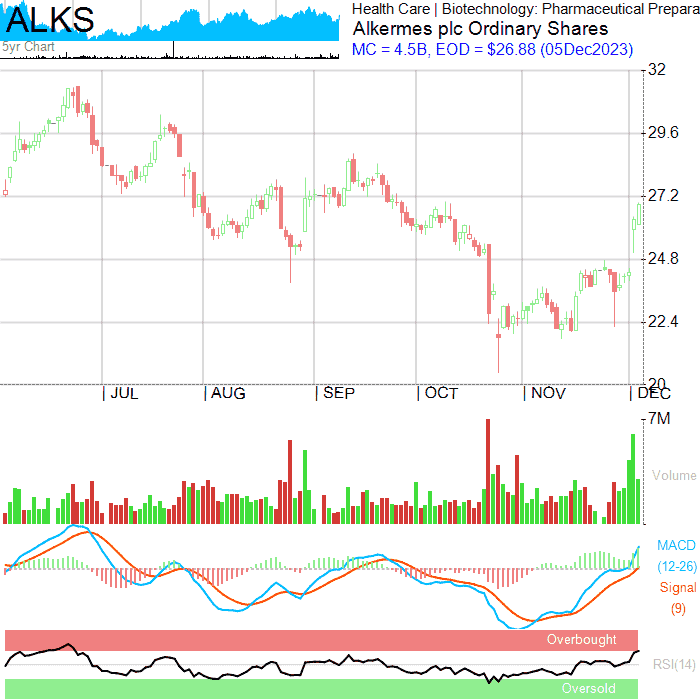 ALKS
5yr Chart
Health Care | Biotechnology: Pharmaceutical Prepara
Alkermes plc Ordinary Shares
MC = 4.5B, EOD = $26.88 (05Dec2023)
32
29.6
27.2
24.8
22.4
20
| JUL | AUG | SEP | OCT | NOV | DEC
7M
Volume
MACD
(12-26)
Signal
(9)
Overbought
RSI(14)
Oversold